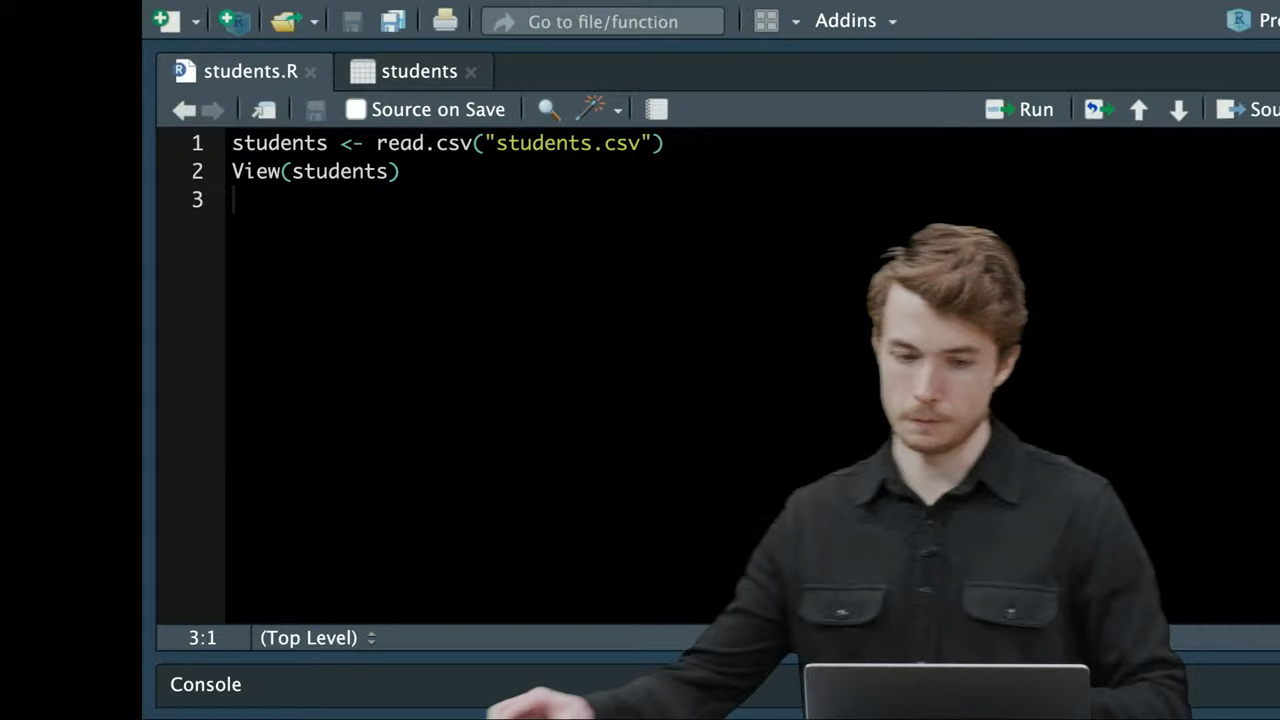 Go to file/function
Addins
R
students.R
students
Source on Save
Run
1 students <- read.csv("students.csv")
2 View(students)
3
3:1
(Top Level)
Console